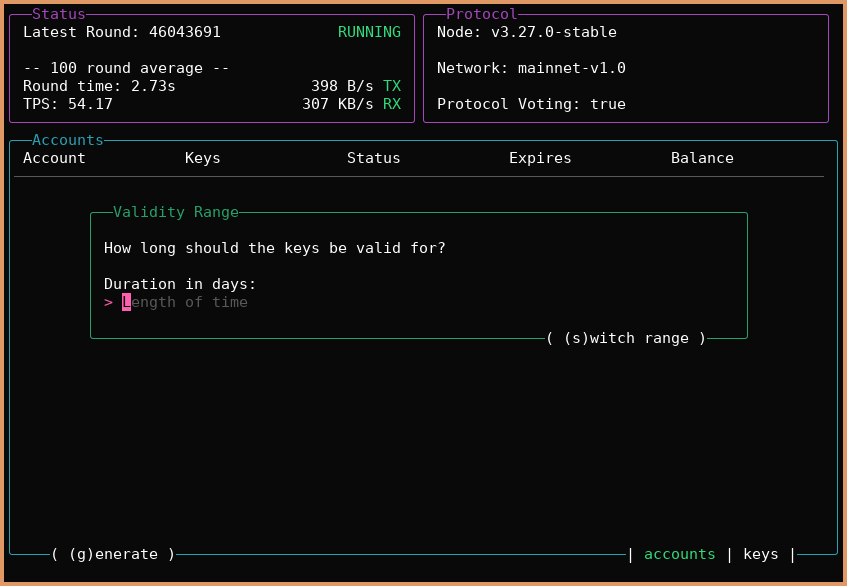 Status
Latest Round: 46043691 RUNNING
-- 100 round average --
Round time: 2.73s 398 B/s TX
TPS: 54.17 307 KB/s RX
Protocol
Node: v3.27.0-stable
Network: mainnet-v1.0
Protocol Voting: true
Accounts
Account Keys Status Expires Balance
Validity Range
How long should the keys be valid for?
Duration in days:
> Length of time
( (s)witch range )
( (g)enerate ) | accounts | keys |